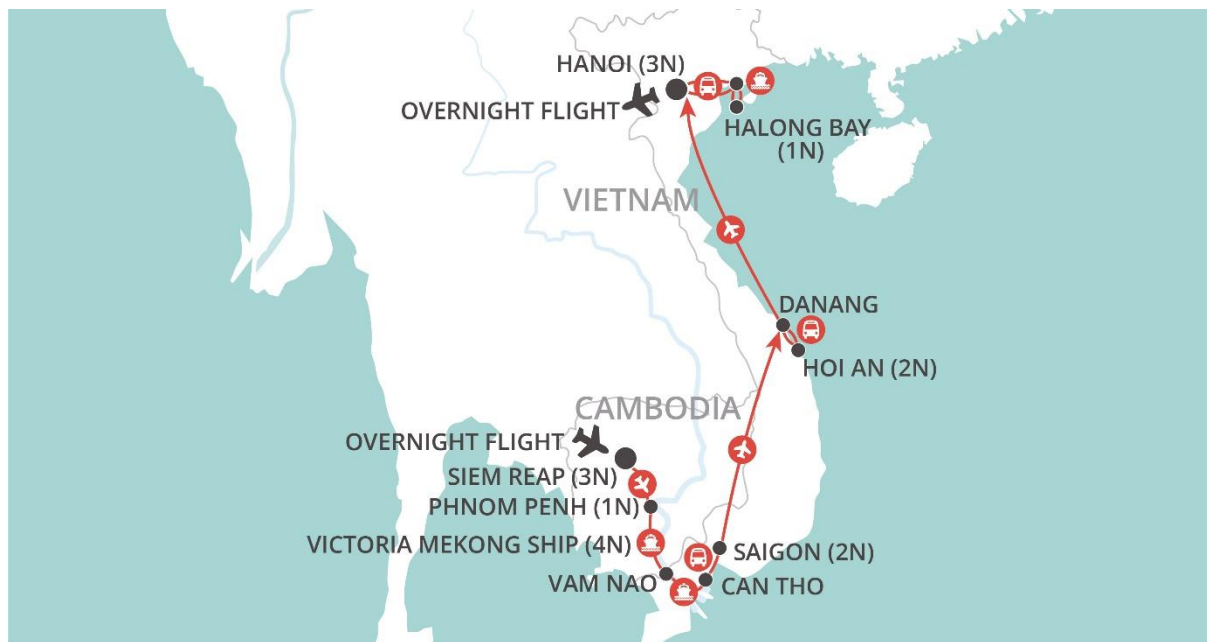 HANOI (3N)
OVERNIGHT FLIGHT
HALONG BAY
(1N)
VIETNAM
DANANG
HOI AN (2N)
CAMBODIA
OVERNIGHT FLIGHT
SIEM REAP (3N)
PHNOM PENH (1N)
VICTORIA MEKONG SHIP (4N)
SAIGON (2N)
VAM NAO
CAN THO